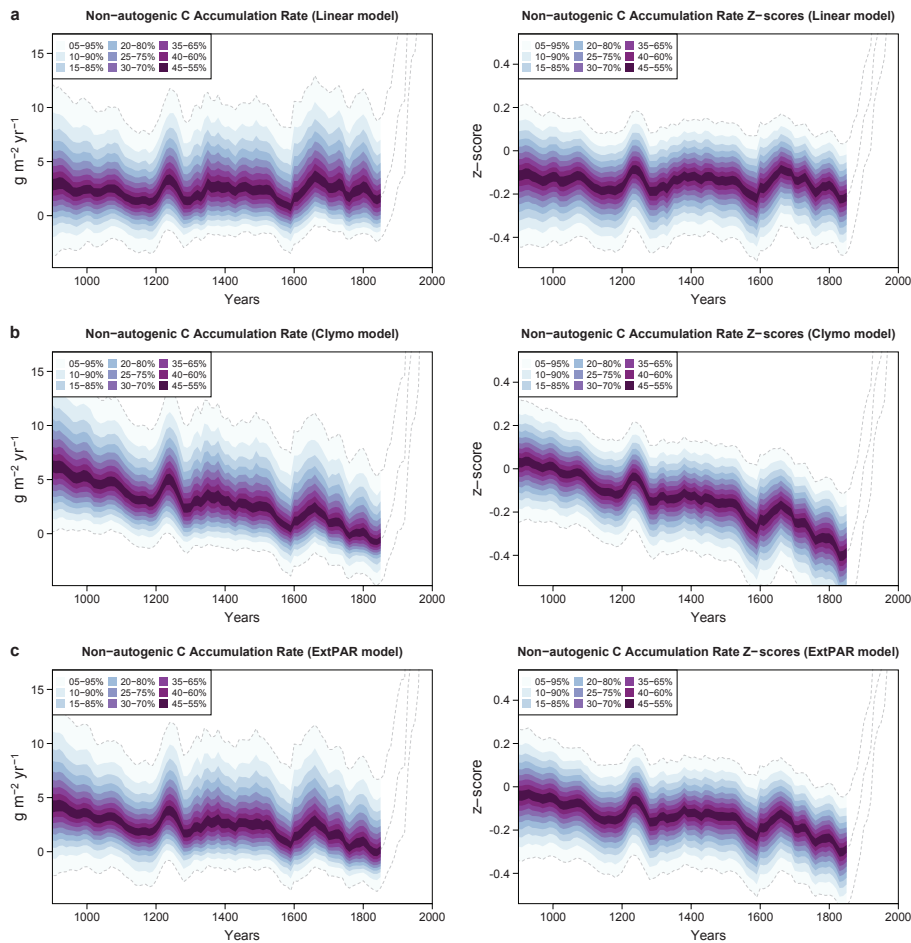 a
Non-autogenic C Accumulation Rate (Linear model)
05−95% 20−80% 35−65%
10−90% 25−75% 40−60%
15−85% 30−70% 45−55%
15
10
5
0
g m−2 yr−1
1000 1200 1400 1600 1800 2000
Years
Non-autogenic C Accumulation Rate Z−scores (Linear model)
05−95% 20−80% 35−65%
10−90% 25−75% 40−60%
15−85% 30−70% 45−55%
0.4
0.2
0
-0.2
-0.4
z−score
1000 1200 1400 1600 1800 2000
Years
b
Non-autogenic C Accumulation Rate (Clymo model)
05−95% 20−80% 35−65%
10−90% 25−75% 40−60%
15−85% 30−70% 45−55%
15
10
5
0
g m−2 yr−1
1000 1200 1400 1600 1800 2000
Years
Non-autogenic C Accumulation Rate Z−scores (Clymo model)
05−95% 20−80% 35−65%
10−90% 25−75% 40−60%
15−85% 30−70% 45−55%
0.4
0.2
0
-0.2
-0.4
z−score
1000 1200 1400 1600 1800 2000
Years
c
Non-autogenic C Accumulation Rate (ExtPAR model)
05−95% 20−80% 35−65%
10−90% 25−75% 40−60%
15−85% 30−70% 45−55%
15
10
5
0
g m−2 yr−1
1000 1200 1400 1600 1800 2000
Years
Non-autogenic C Accumulation Rate Z−scores (ExtPAR model)
05−95% 20−80% 35−65%
10−90% 25−75% 40−60%
15−85% 30−70% 45−55%
0.4
0.2
0
-0.2
-0.4
z−score
1000 1200 1400 1600 1800 2000
Years